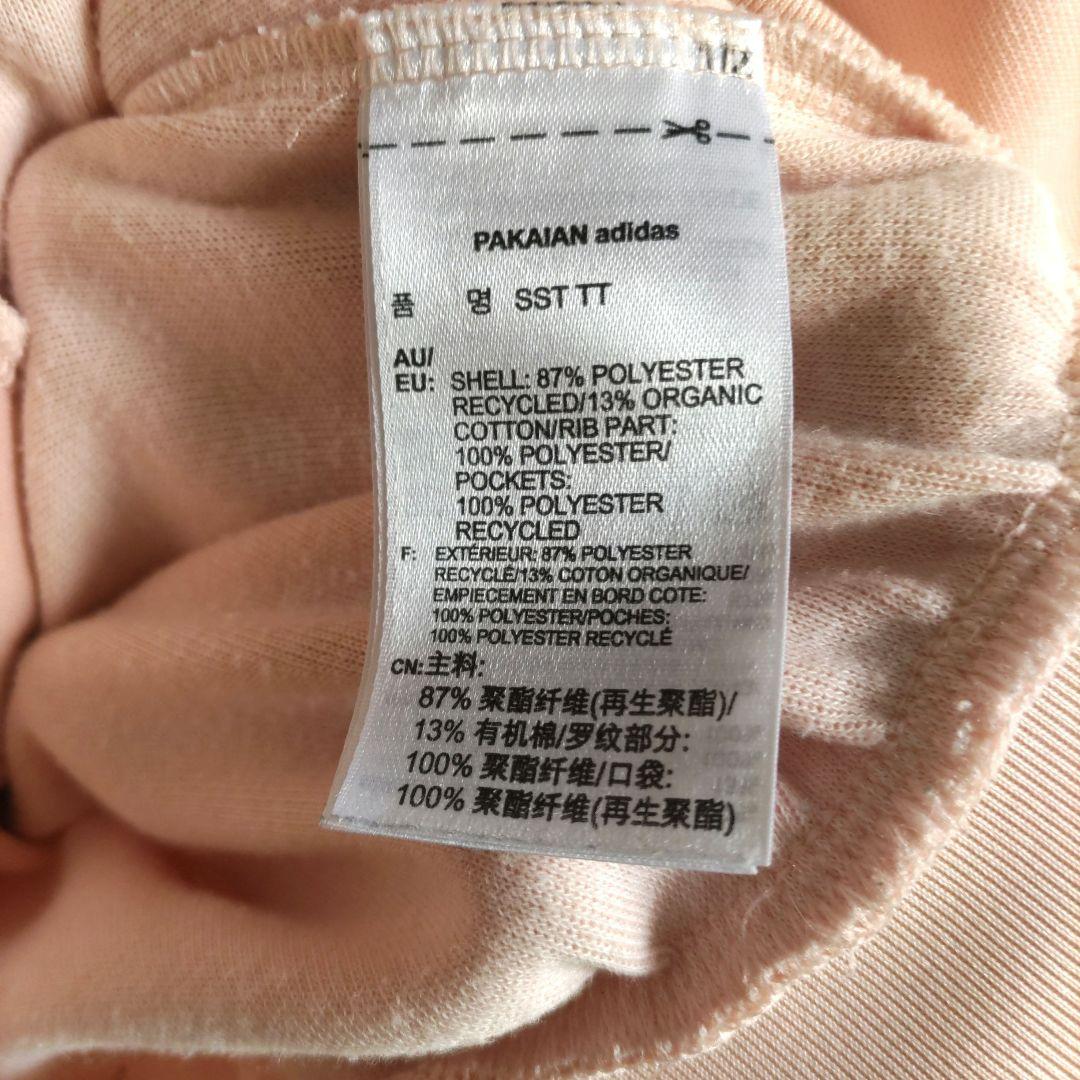 PAKAIAN adidas
품 명 SST TT
AU/
EU: SHELL: 87% POLYESTER
RECYCLED/13% ORGANIC
COTTON/RIB PART:
100% POLYESTER/
POCKETS:
100% POLYESTER
RECYCLED
F: EXTÉRIEUR: 87% POLYESTER
RECYCLÉ/13% COTON ORGANIQUE/
EMPIECEMENT EN BORD COTE:
100% POLYESTER/POCHES:
100% POLYESTER RECYCLÉ
CN:主料:
87% 聚酯纤维(再生聚酯)/
13% 有机棉/罗纹部分:
100% 聚酯纤维/口袋:
100% 聚酯纤维(再生聚酯)